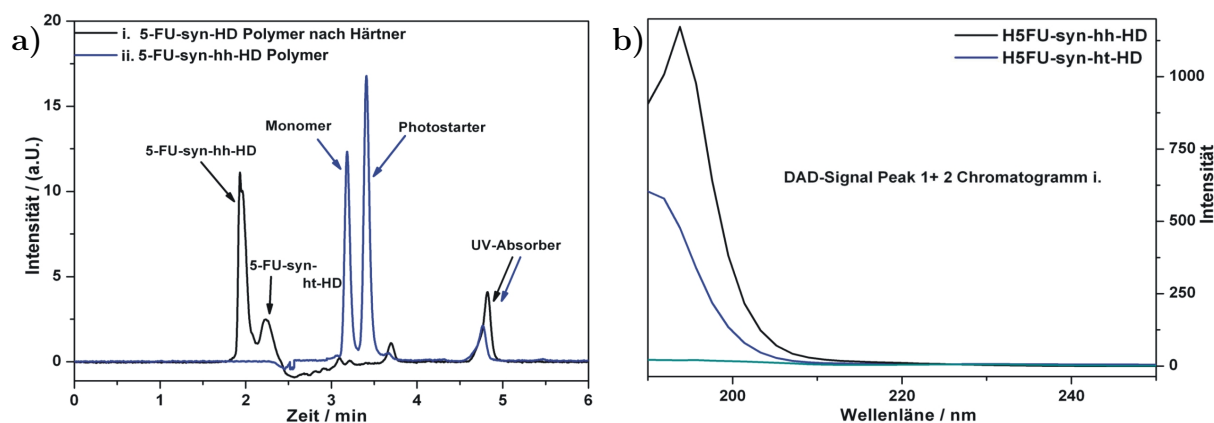 a)
20
15
10
5
0
Intensität / (a.U.)
i. 5-FU-syn-HD Polymer nach Härtner
ii. 5-FU-syn-hh-HD Polymer
5-FU-syn-hh-HD
5-FU-syn-
ht-HD
Monomer
Photostarter
UV-Absorber
0 1 2 3 4 5 6
Zeit / min
b)
H5FU-syn-hh-HD
H5FU-syn-ht-HD
DAD-Signal Peak 1+ 2 Chromatogramm i.
1000
750
500
250
0
Intensität
200 220 240
Wellenläne / nm